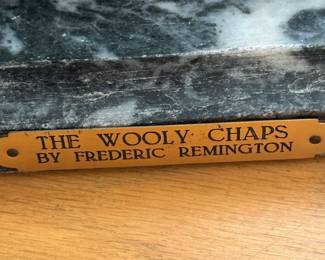 THE WOOLY CHAPS
BY FREDERIC REMINGTON